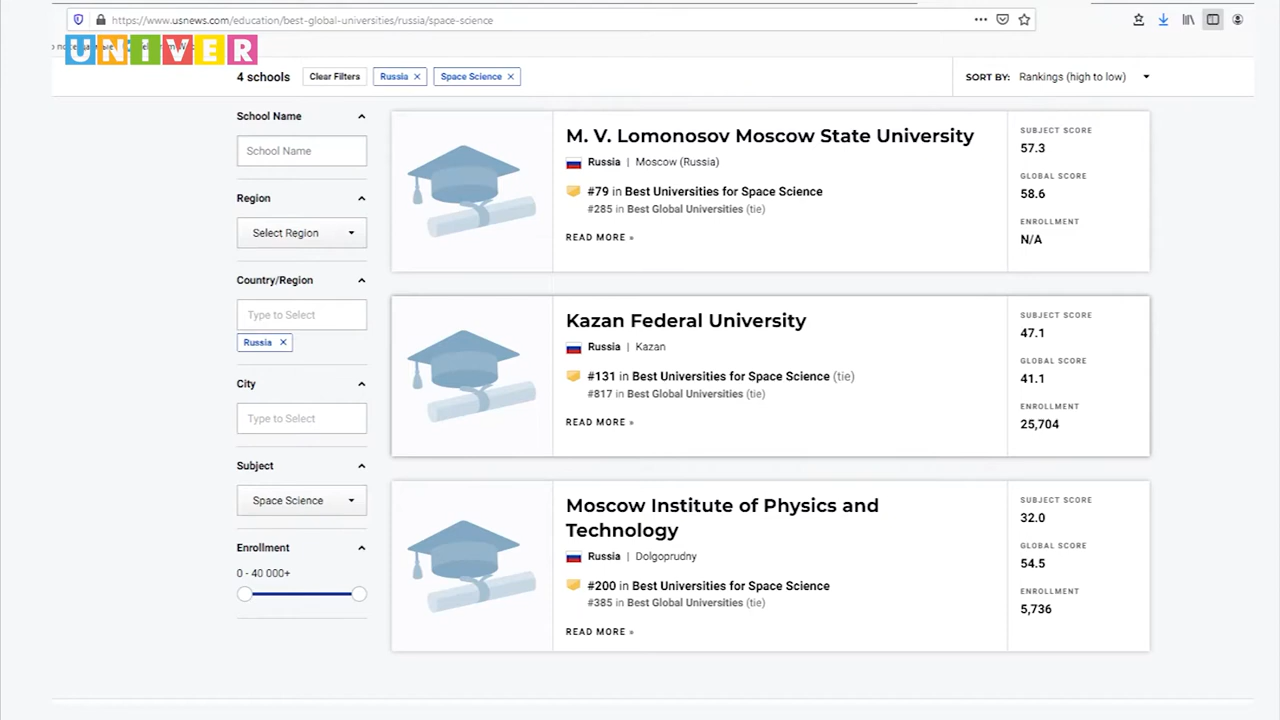 https://www.usnews.com/education/best-global-universities/russia/space-science
UNiVER
4 schools
Clear Filters
Russia ×
Space Science ×
SORT BY: Rankings (high to low)
School Name
School Name
Region
Select Region
Country/Region
Type to Select
Russia ×
City
Type to Select
Subject
Space Science
Enrollment
0 - 40 000+
M. V. Lomonosov Moscow State University
Russia | Moscow (Russia)
#79 in Best Universities for Space Science
#285 in Best Global Universities (tie)
READ MORE »
SUBJECT SCORE
57.3
GLOBAL SCORE
58.6
ENROLLMENT
N/A
Kazan Federal University
Russia | Kazan
#131 in Best Universities for Space Science (tie)
#817 in Best Global Universities (tie)
READ MORE »
SUBJECT SCORE
47.1
GLOBAL SCORE
41.1
ENROLLMENT
25,704
Moscow Institute of Physics and
Technology
Russia | Dolgoprudny
#200 in Best Universities for Space Science
#385 in Best Global Universities (tie)
READ MORE »
SUBJECT SCORE
32.0
GLOBAL SCORE
54.5
ENROLLMENT
5,736